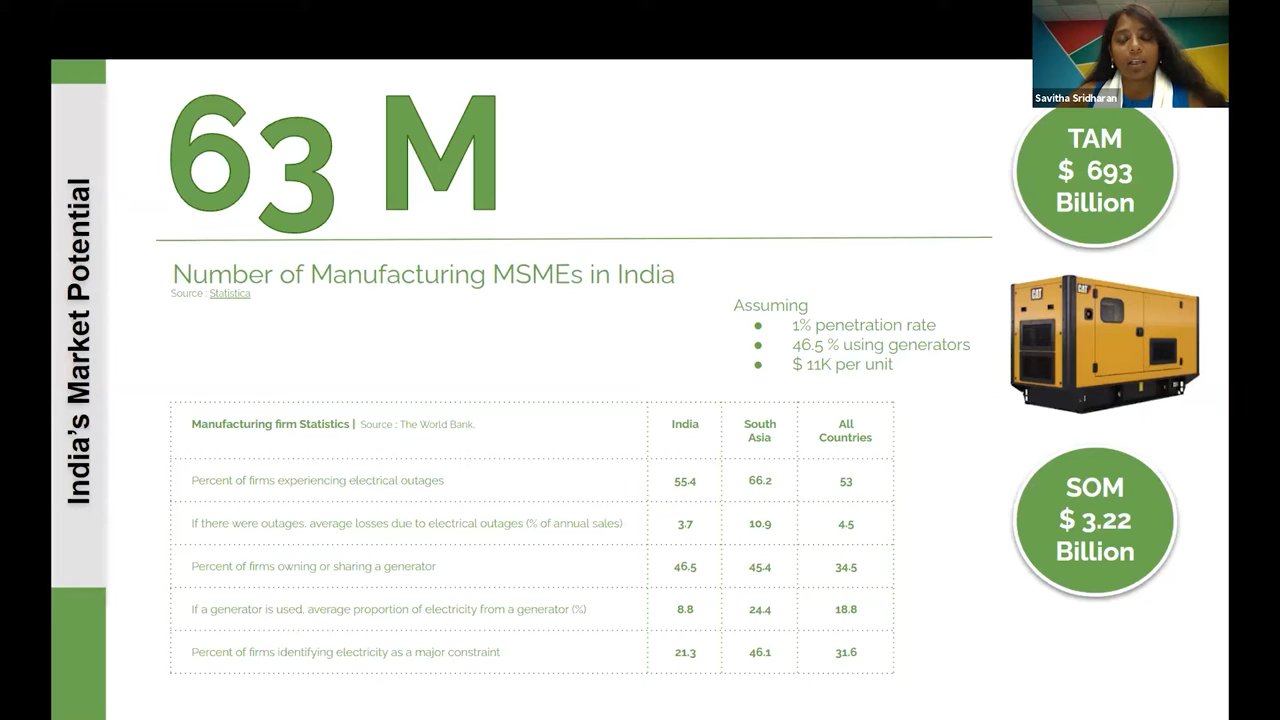 India's Market Potential
63 M
Number of Manufacturing MSMEs in India
Source : Statistica
Assuming
● 1% penetration rate
● 46.5 % using generators
● $ 11K per unit
Savitha Sridharan
TAM
$ 693
Billion
CAT
CAT
SOM
$ 3.22
Billion
Manufacturing firm Statistics | Source : The World Bank, India South Asia All Countries
Percent of firms experiencing electrical outages 55.4 66.2 53
If there were outages, average losses due to electrical outages (% of annual sales) 3.7 10.9 4.5
Percent of firms owning or sharing a generator 46.5 45.4 34.5
If a generator is used, average proportion of electricity from a generator (%) 8.8 24.4 18.8
Percent of firms identifying electricity as a major constraint 21.3 46.1 31.6